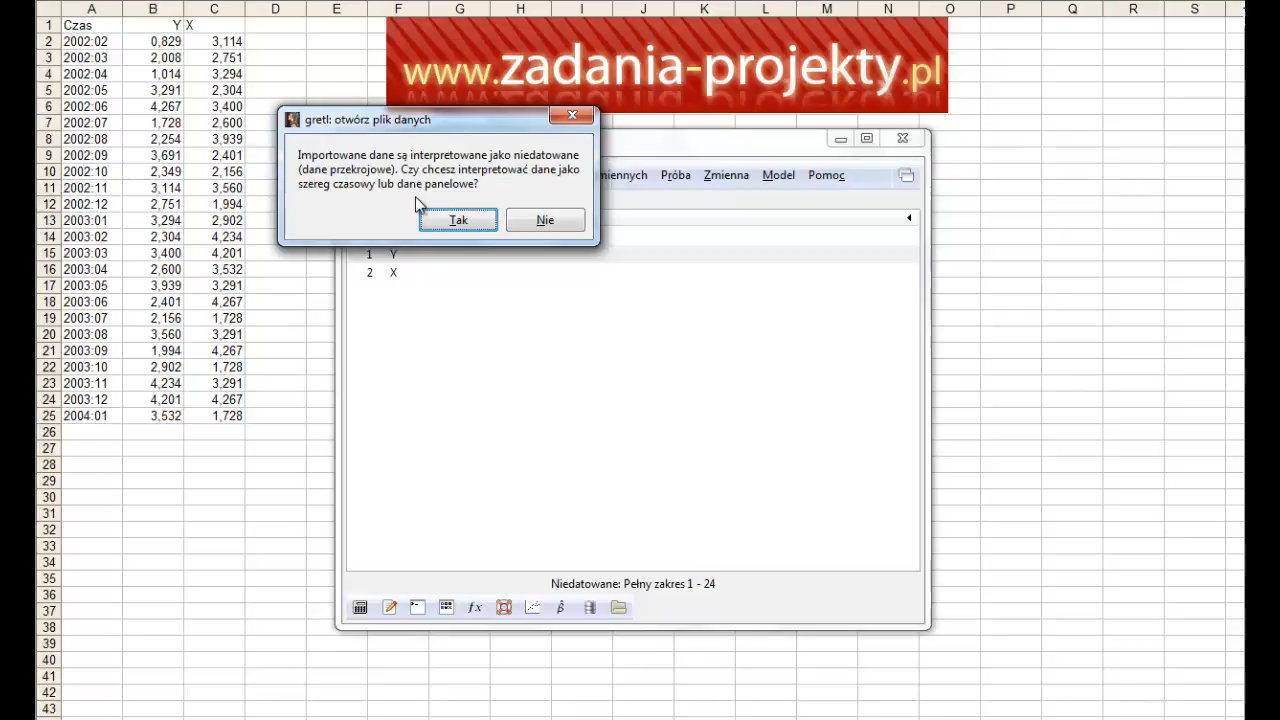 A B C D E F G H I J K L M N O P Q R S
1 Czas Y X
2 2002:02 0,829 3,114
3 2002:03 2,008 2,751
4 2002:04 1,014 3,294
5 2002:05 3,291 2,304
6 2002:06 4,267 3,400
7 2002:07 1,728 2,600
8 2002:08 2,254 3,939
9 2002:09 3,691 2,401
10 2002:10 2,349 2,156
11 2002:11 3,114 3,560
12 2002:12 2,751 1,994
13 2003:01 3,294 2,902
14 2003:02 2,304 4,234
15 2003:03 3,400 4,201
16 2003:04 2,600 3,532
17 2003:05 3,939 3,291
18 2003:06 2,401 4,267
19 2003:07 2,156 1,728
20 2003:08 3,560 3,291
21 2003:09 1,994 4,267
22 2003:10 2,902 1,728
23 2003:11 4,234 3,291
24 2003:12 4,201 4,267
25 2004:01 3,532 1,728
26
27
28
29
30
31
32
33
34
35
36
37
38
39
40
41
42
43
www.zadania-projekty.pl
gretl: otwórz plik danych
Importowane dane są interpretowane jako niedatowane
(dane przekrojowe). Czy chcesz interpretować dane jako
szereg czasowy lub dane panelowe?
Tak Nie
miennych Próba Zmienna Model Pomoc
1 Y
2 X
Niedatowane: Pełny zakres 1 - 24
fx β